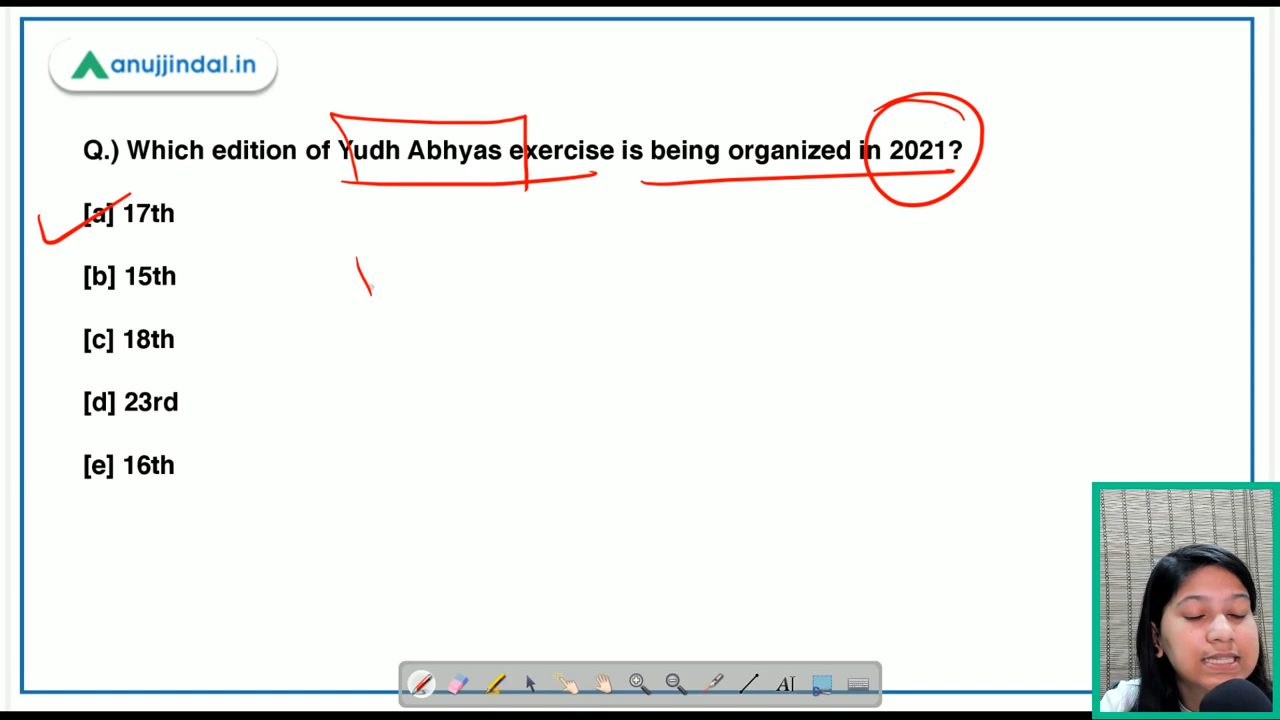 anujjindal.in
Q.) Which edition of Yudh Abhyas exercise is being organized in 2021?
[a] 17th
[b] 15th
[c] 18th
[d] 23rd
[e] 16th